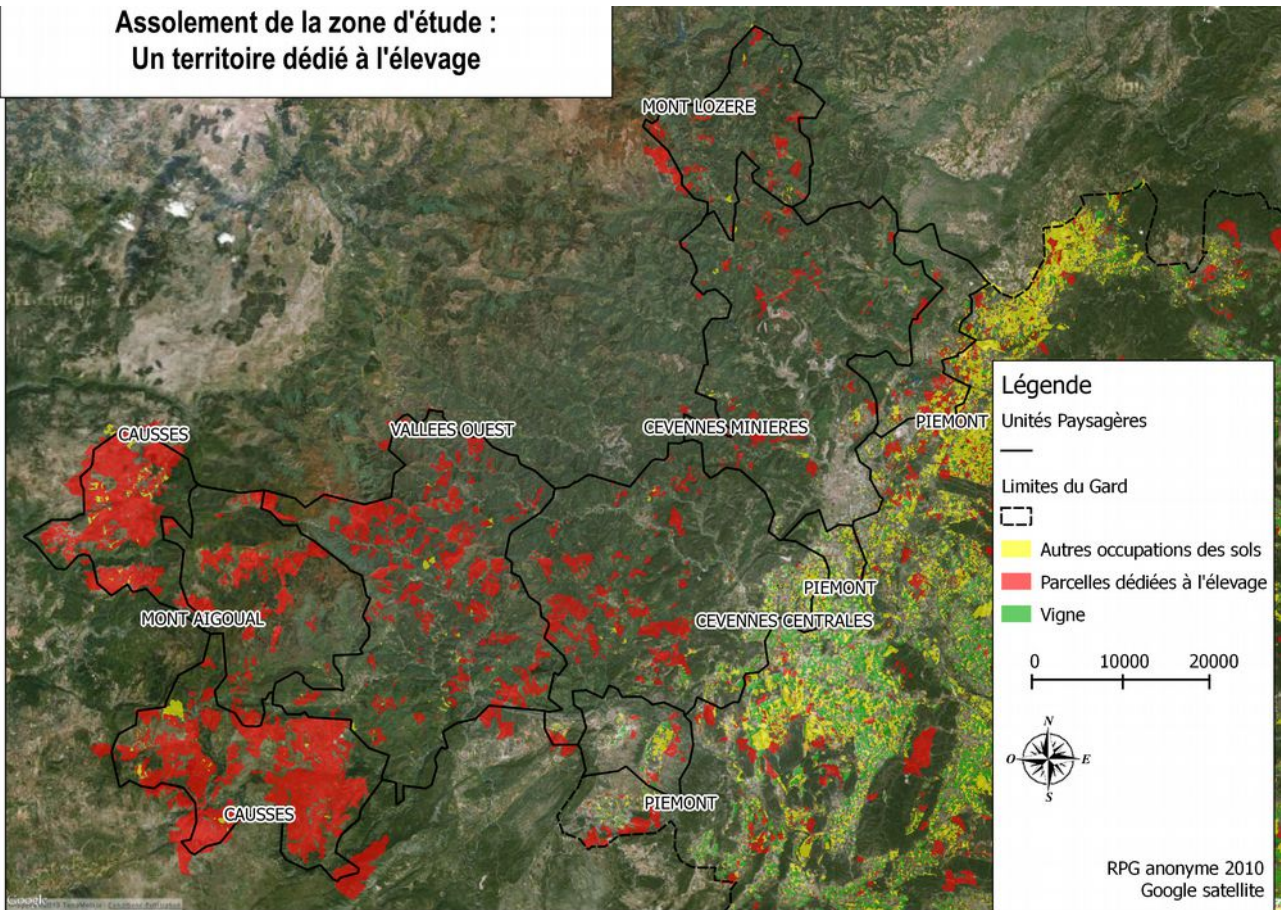 Assolement de la zone d'étude :
Un territoire dédié à l'élevage
MONT LOZERE
CAUSSES
VALLEES OUEST
CEVENNES MINIERES
PIEMONT
MONT AIGOUAL
PIEMONT
CEVENNES CENTRALES
CAUSSES
PIEMONT
Légende
Unités Paysagères
Limites du Gard
Autres occupations des sols
Parcelles dédiées à l'élevage
Vigne
0 10000 20000
N
O E
S
RPG anonyme 2010
Google satellite
Google